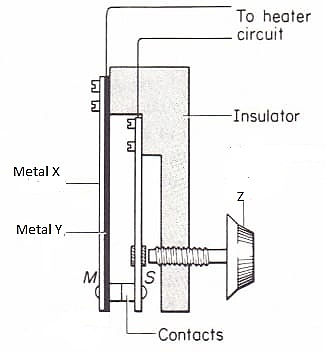 To heater
circuit
Insulator
Metal X
Z
Metal Y
M
S
Contacts